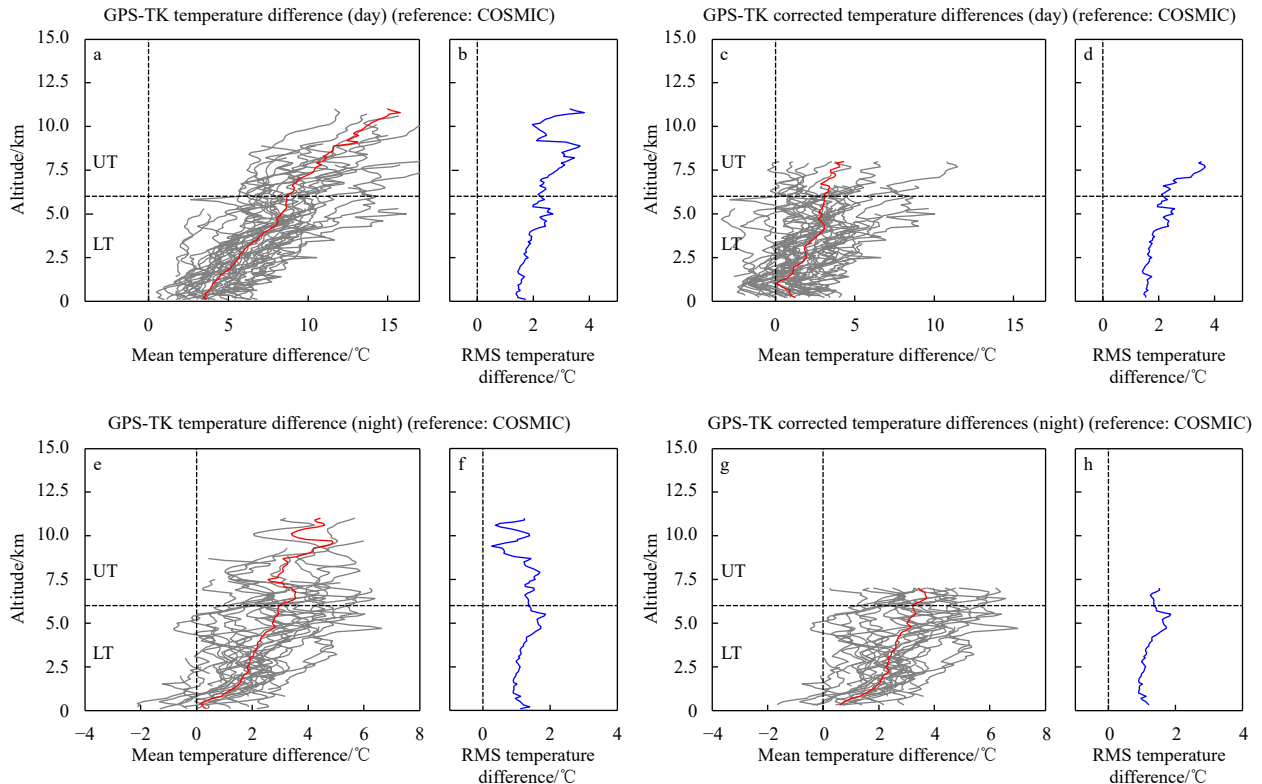 GPS-TK temperature difference (day) (reference: COSMIC)
GPS-TK corrected temperature differences (day) (reference: COSMIC)
15.0
12.5
10.0
7.5
5.0
2.5
0
Altitude/km
a
UT
LT
0
5
10
15
Mean temperature difference/℃
b
0
2
4
RMS temperature
difference/℃
15.0
12.5
10.0
7.5
5.0
2.5
0
Altitude/km
c
UT
LT
0
5
10
15
Mean temperature difference/℃
d
0
2
4
RMS temperature
difference/℃
GPS-TK temperature difference (night) (reference: COSMIC)
GPS-TK corrected temperature differences (night) (reference: COSMIC)
15.0
12.5
10.0
7.5
5.0
2.5
0
Altitude/km
e
UT
LT
−4
−2
0
2
4
6
8
Mean temperature difference/℃
f
0
2
4
RMS temperature
difference/℃
15.0
12.5
10.0
7.5
5.0
2.5
0
Altitude/km
g
UT
LT
−4
−2
0
2
4
6
8
Mean temperature difference/℃
h
0
2
4
RMS temperature
difference/℃